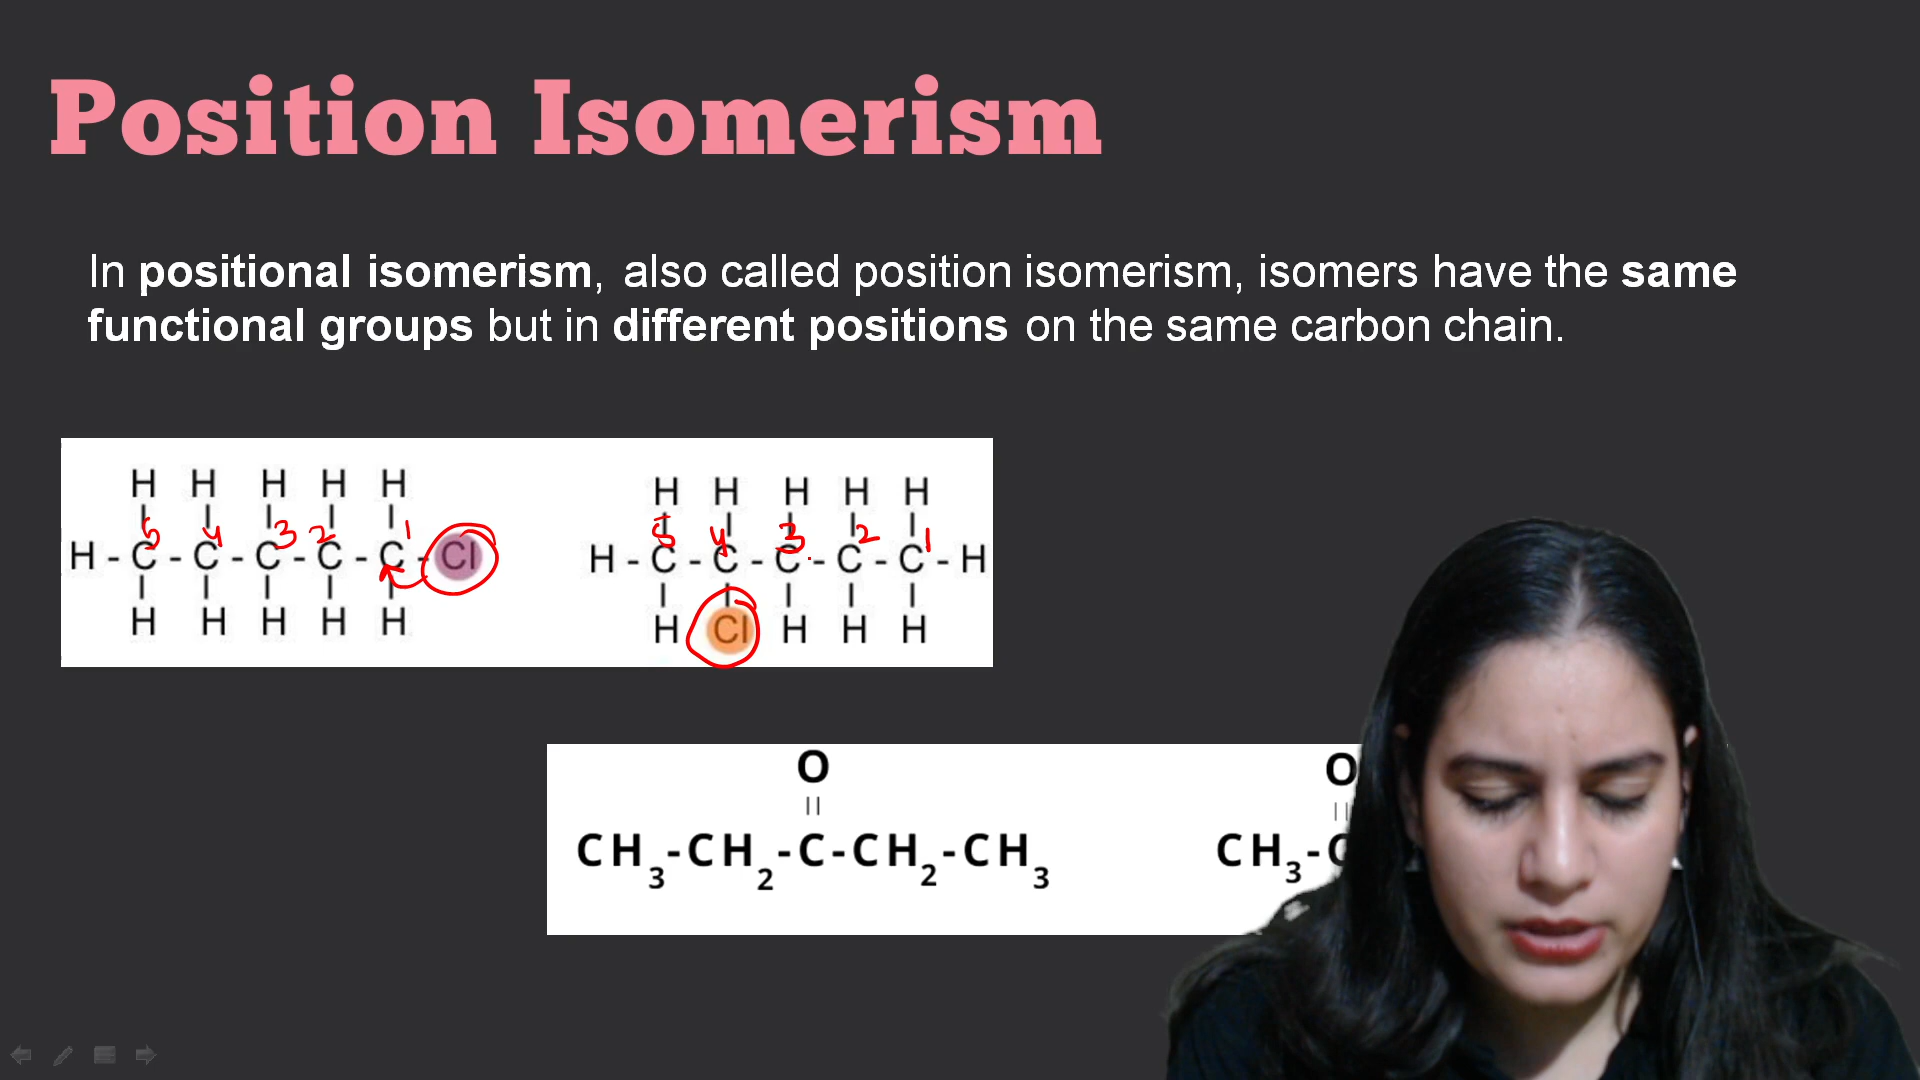 Position Isomerism
In positional isomerism, also called position isomerism, isomers have the same
functional groups but in different positions on the same carbon chain.
H H H H H
5 4 3 2 1
H - C - C - C - C - C - Cl
H H H H H
H H H H H
5 4 3 2 1
H - C - C - C - C - C - H
H Cl H H H
O
CH3-CH2-C-CH2-CH3
O
CH3-C